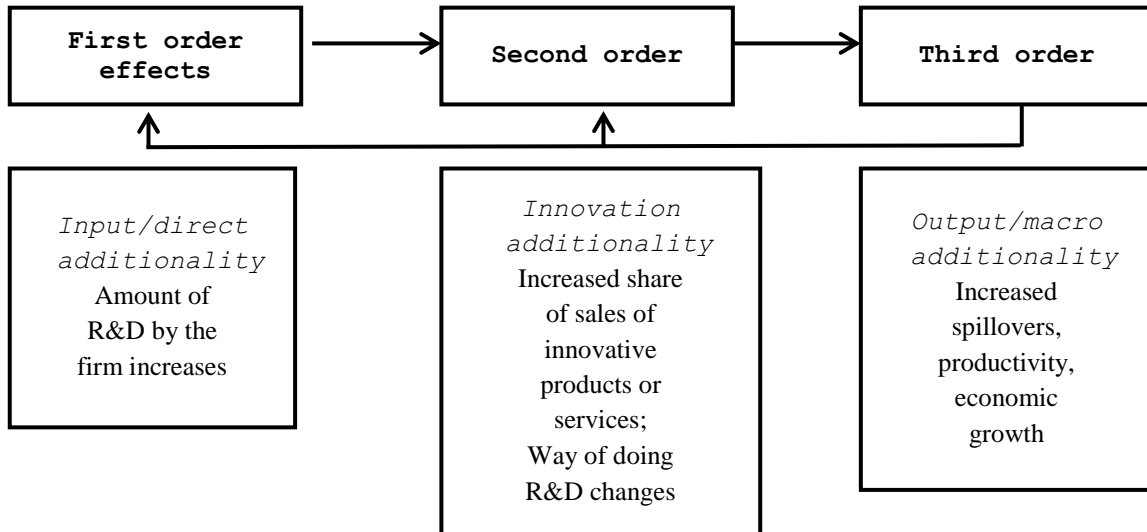 First order
effects
Second order
Third order
Input/direct
additionality
Amount of
R&D by the
firm increases
Innovation
additionality
Increased share
of sales of
innovative
products or
services;
Way of doing
R&D changes
Output/macro
additionality
Increased
spillovers,
productivity,
economic
growth